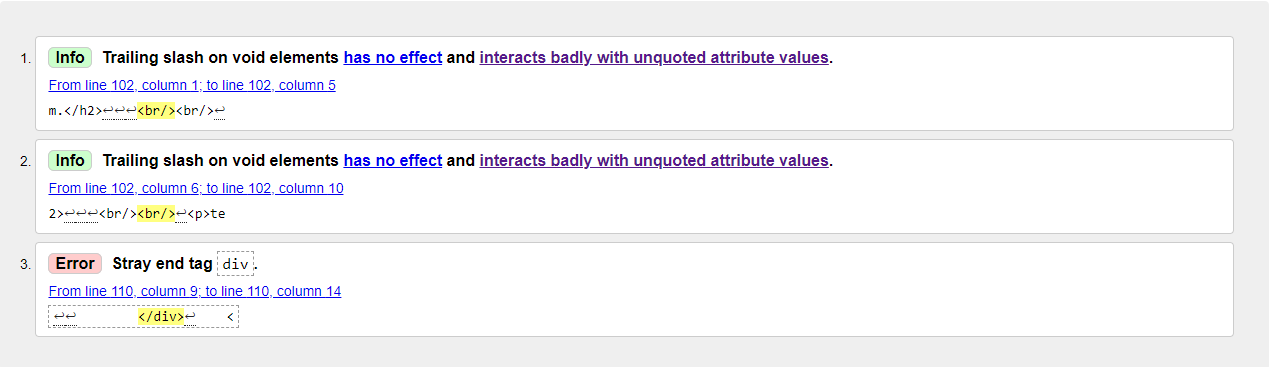 1. Info Trailing slash on void elements has no effect and interacts badly with unquoted attribute values.
From line 102, column 1; to line 102, column 5
m.</h2>↩↩↩<br/><br/>↩
2. Info Trailing slash on void elements has no effect and interacts badly with unquoted attribute values.
From line 102, column 6; to line 102, column 10
2>↩↩↩<br/><br/>↩<p>te
3. Error Stray end tag div.
From line 110, column 9; to line 110, column 14
↩↩        </div>↩    <